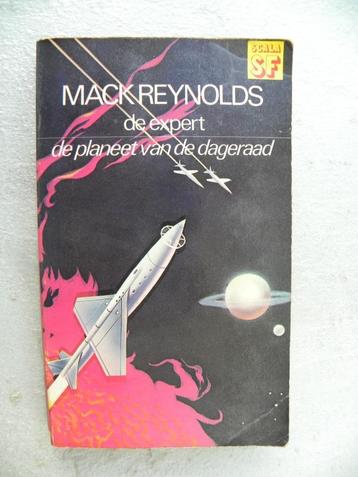 SCALA
SF
MACK REYNOLDS
de expert
de planeet van de dageraad